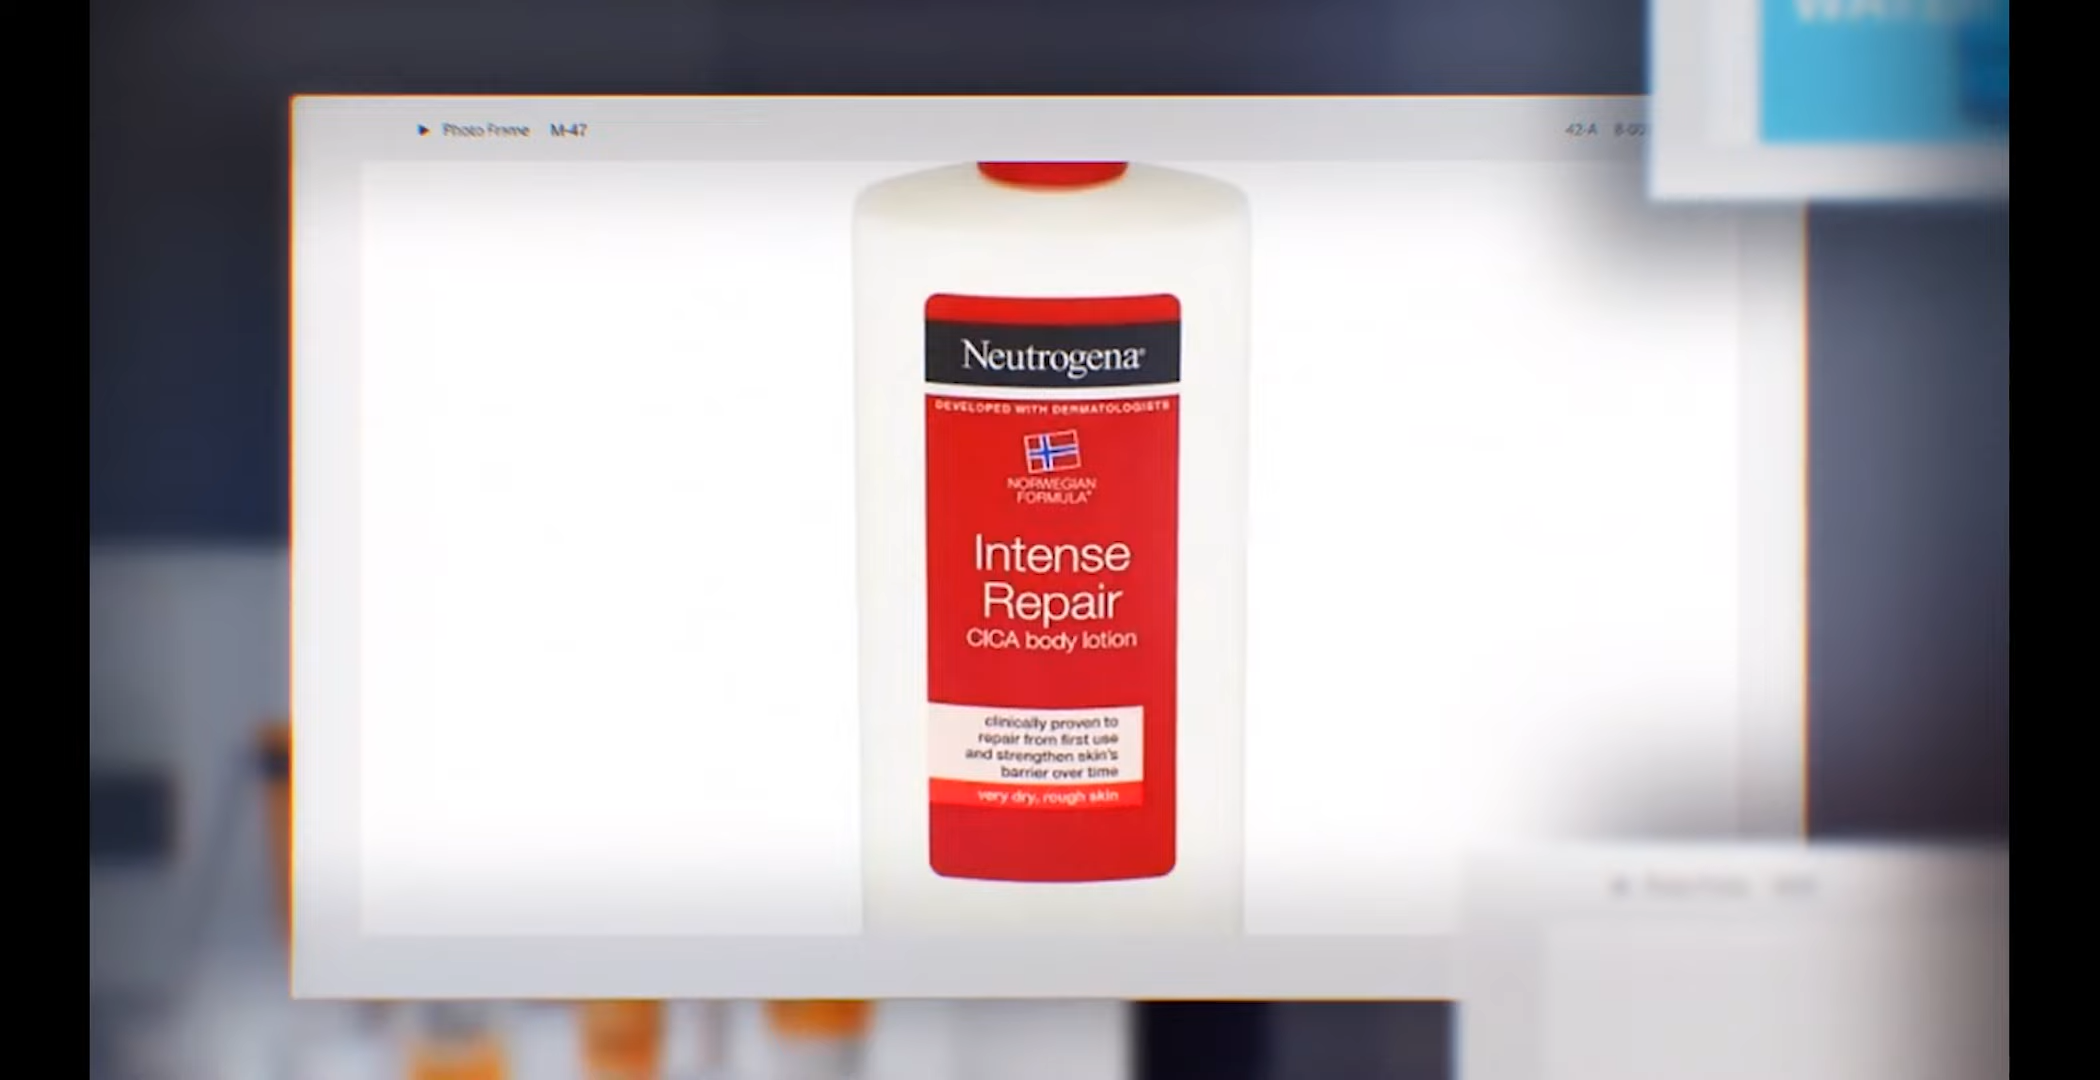 Photo Frame M-47
42-A
Neutrogena®
DEVELOPED WITH DERMATOLOGISTS
NORWEGIAN
FORMULA®
Intense
Repair
CICA body lotion
clinically proven to
repair from first use
and strengthen skin's
barrier over time
very dry, rough skin